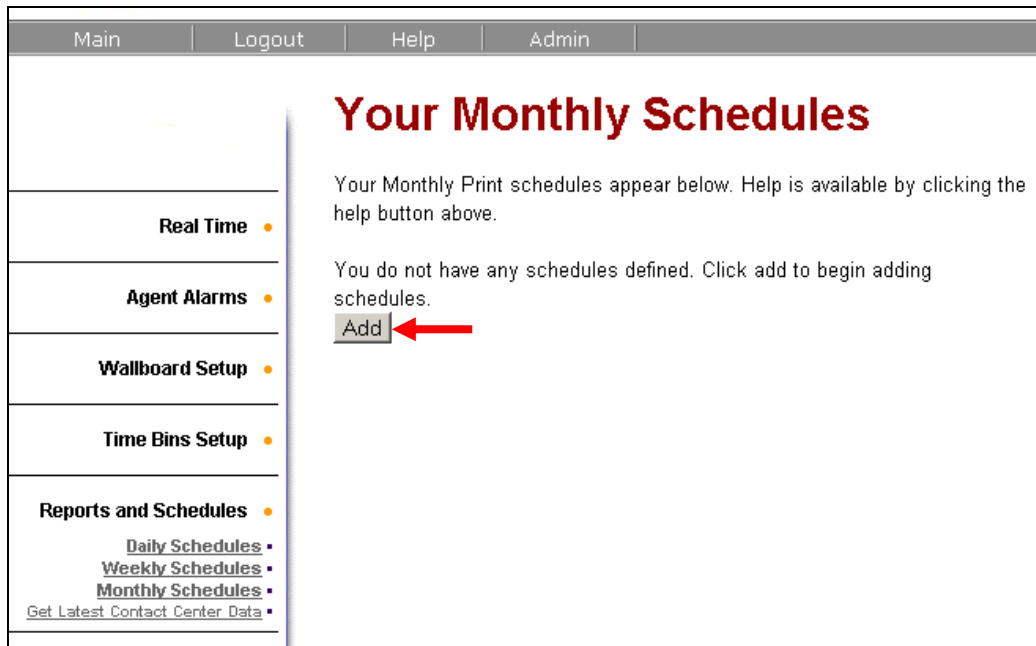 Main Logout Help Admin
Your Monthly Schedules
Your Monthly Print schedules appear below. Help is available by clicking the
help button above.
You do not have any schedules defined. Click add to begin adding
schedules.
Add
Real Time
Agent Alarms
Wallboard Setup
Time Bins Setup
Reports and Schedules
Daily Schedules
Weekly Schedules
Monthly Schedules
Get Latest Contact Center Data